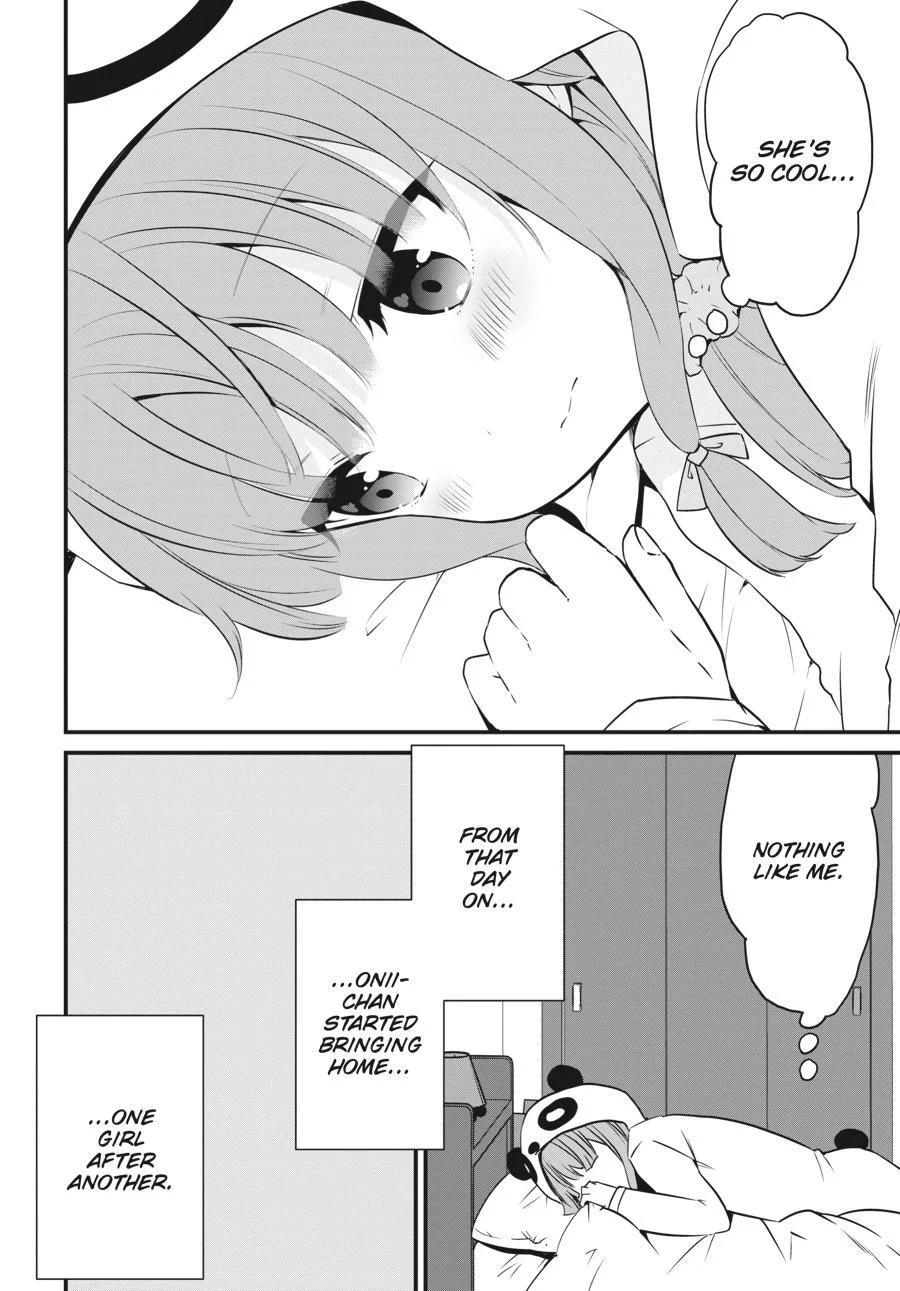 SHE'S
SO COOL...
NOTHING
LIKE ME.
FROM
THAT
DAY
ON...
...ONII-
CHAN
STARTED
BRINGING
HOME...
...ONE
GIRL
AFTER
ANOTHER.